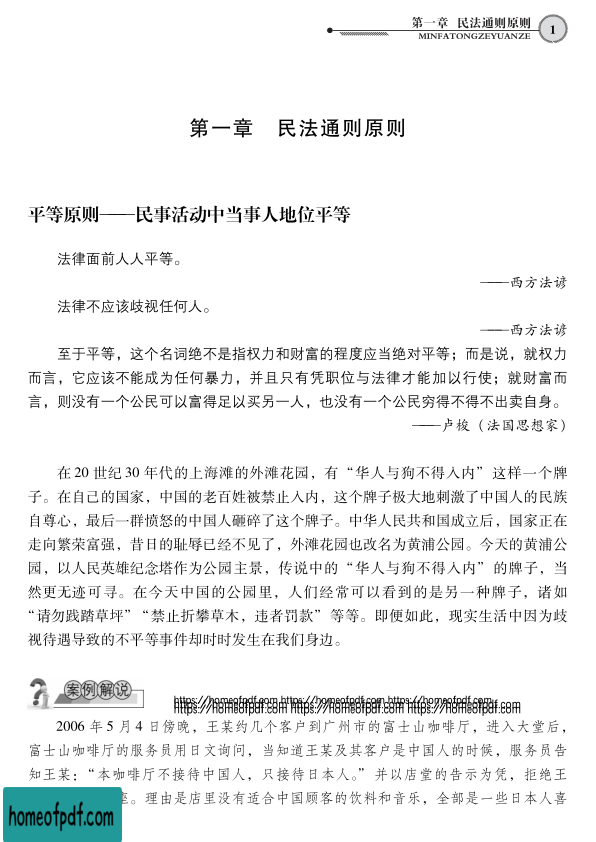 第一章 民法通则原则
MINFATONGZEYUANZE
1
第一章 民法通则原则
平等原则——民事活动中当事人地位平等
法律面前人人平等。
——西方法谚
法律不应该歧视任何人。
——西方法谚
至于平等，这个名词绝不是指权力和财富的程度应当绝对平等；而是说，就权力
而言，它应该不能成为任何暴力，并且只有凭职位与法律才能加以行使；就财富而
言，则没有一个公民可以富得足以买另一人，也没有一个公民穷得不得不出卖自身。
——卢梭（法国思想家）
在 20 世纪 30 年代的上海滩的外滩花园，有“华人与狗不得入内”这样一个牌
子。在自己的国家，中国的老百姓被禁止入内，这个牌子极大地刺激了中国人的民族
自尊心，最后一群愤怒的中国人砸碎了这个牌子。中华人民共和国成立后，国家正在
走向繁荣富强，昔日的耻辱已经不见了，外滩花园也改名为黄浦公园。今天的黄浦公
园，以人民英雄纪念塔作为公园主景，传说中的“华人与狗不得入内”的牌子，当
然更无迹可寻。在今天中国的公园里，人们经常可以看到的是另一种牌子，诸如
“请勿践踏草坪”“禁止折攀草木，违者罚款”等等。即便如此，现实生活中因为歧
视待遇导致的不平等事件却时时发生在我们身边。
案例解说
https://homeofpdf.com https://homeofpdf.com https://homeofpdf.com
https://homeofpdf.com https://homeofpdf.com https://homeofpdf.com
2006 年 5 月 4 日傍晚，王某约几个客户到广州市的富士山咖啡厅，进入大堂后，
富士山咖啡厅的服务员用日文询问，当知道王某及其客户是中国人的时候，服务员告
知王某：“本咖啡厅不接待中国人，只接待日本人。”并以店堂的告示为凭，拒绝王
座。理由是店里没有适合中国顾客的饮料和音乐，全部是一些日本人喜
homeofpdf.com